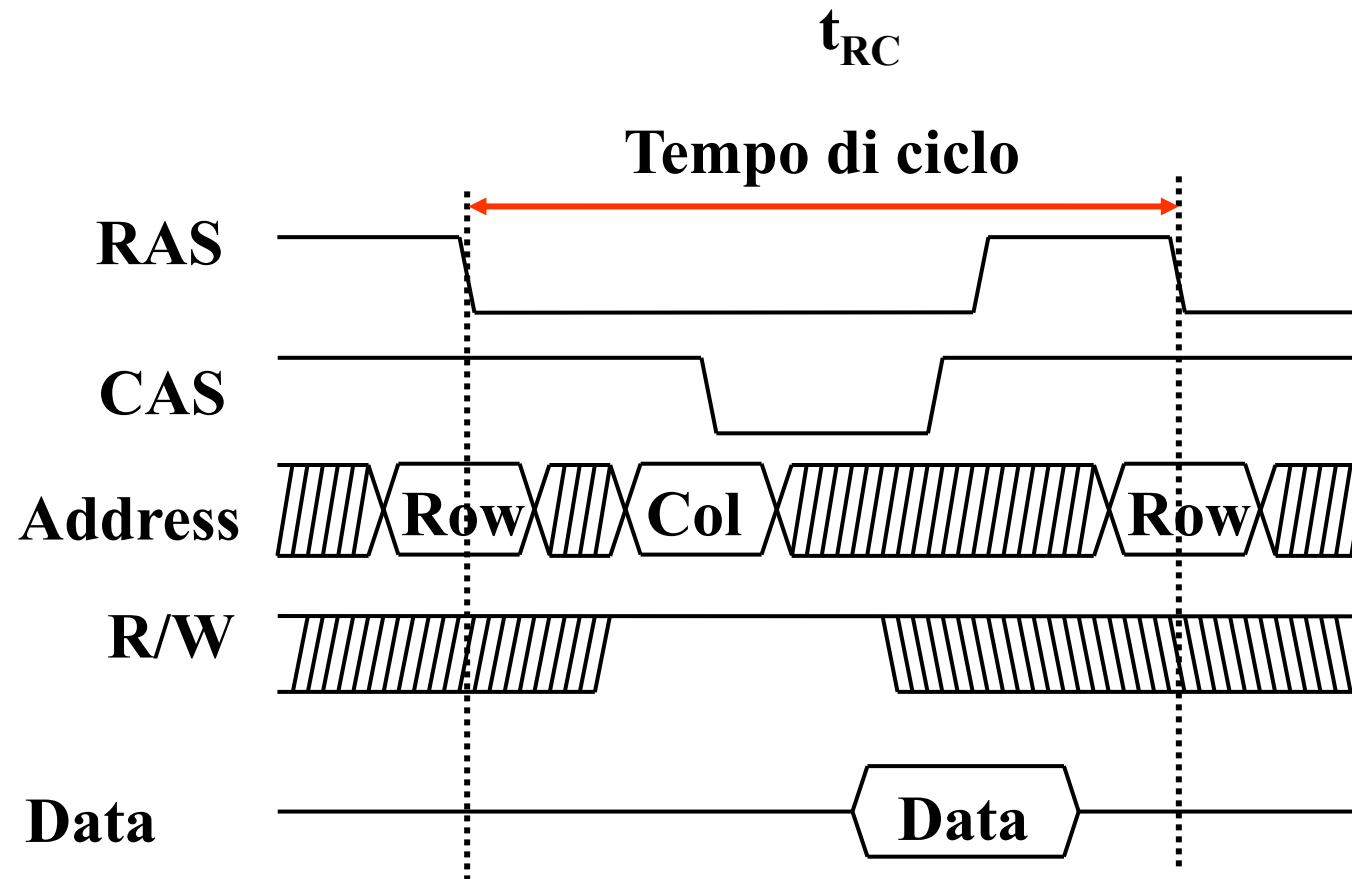 tRC
Tempo di ciclo
RAS
CAS
Address Row Col Row
R/W
Data Data